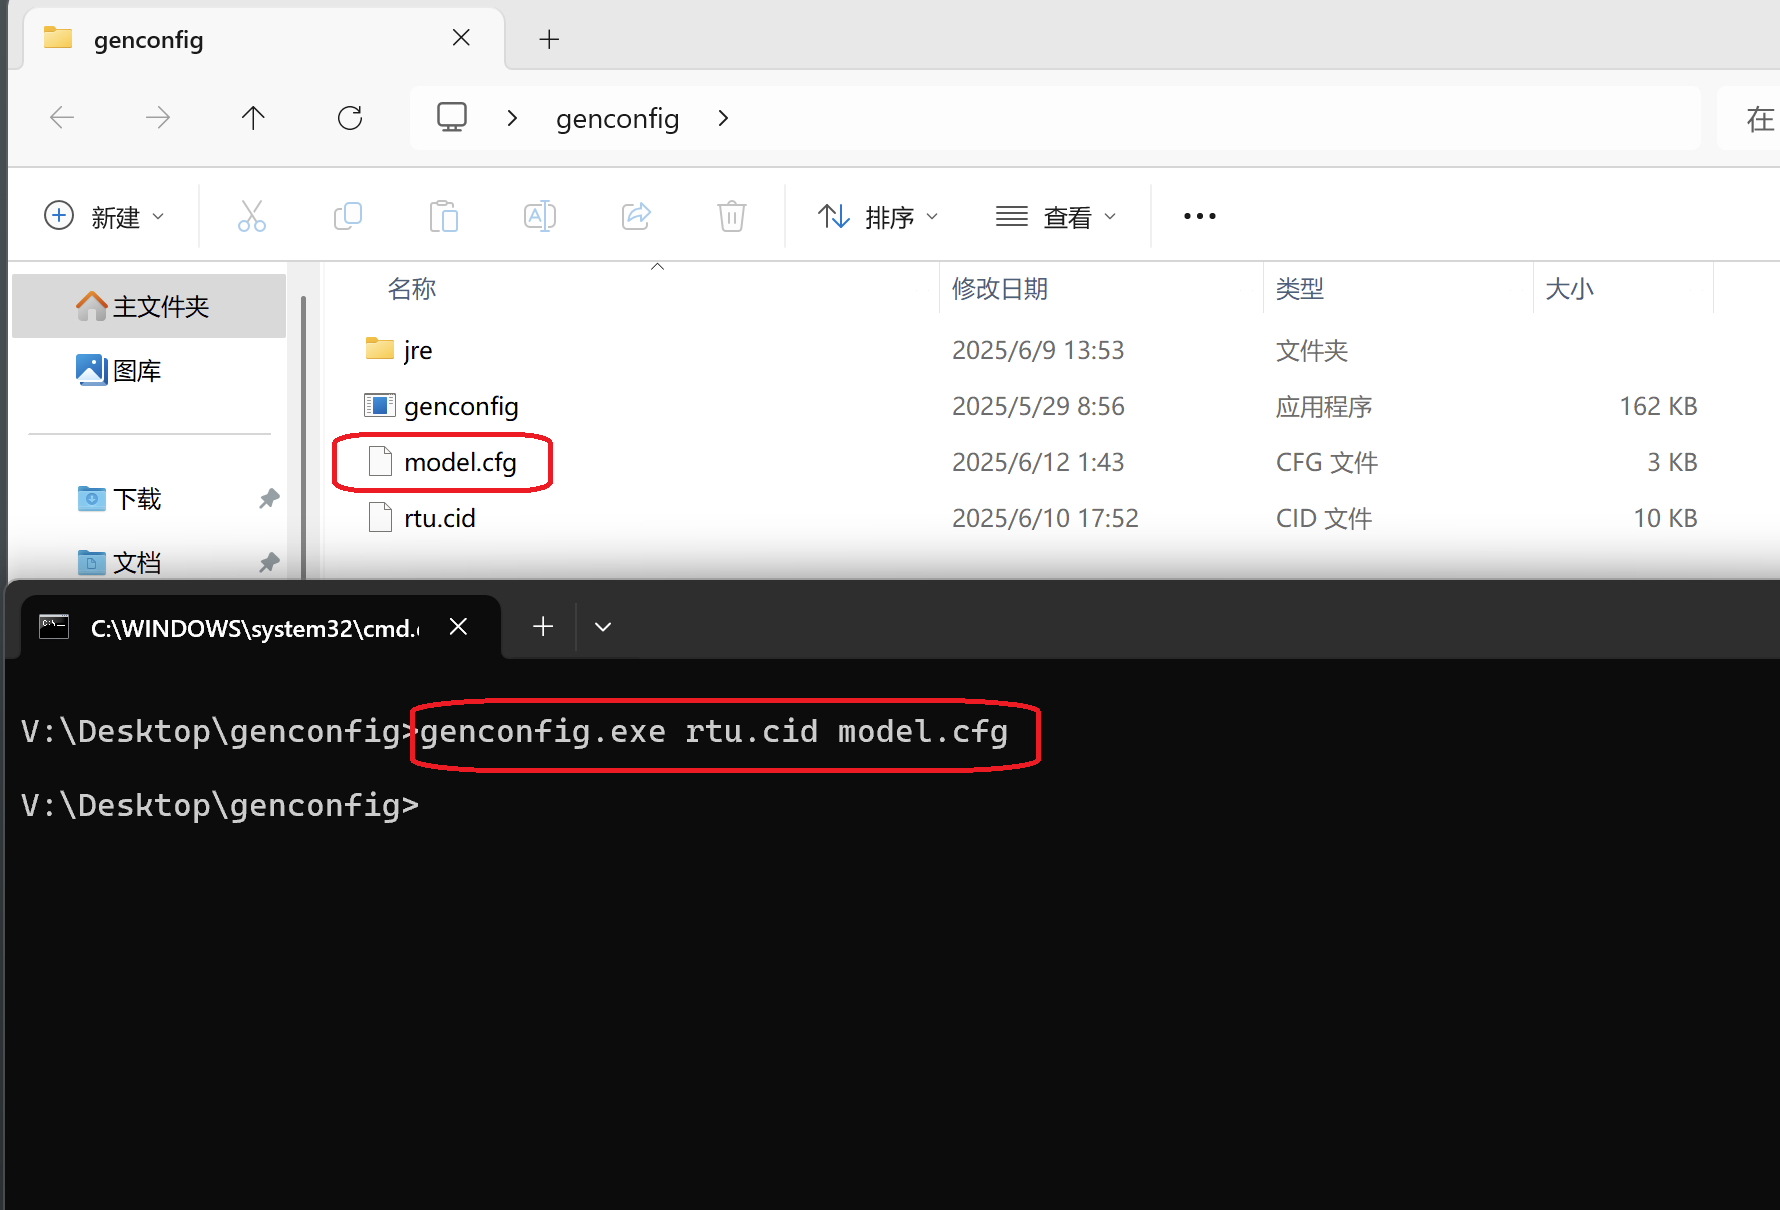 genconfig
genconfig
在
新建
排序
查看
名称 修改日期 类型 大小
主文件夹
图库
下载
文档
jre 2025/6/9 13:53 文件夹
genconfig 2025/5/29 8:56 应用程序 162 KB
model.cfg 2025/6/12 1:43 CFG 文件 3 KB
rtu.cid 2025/6/10 17:52 CID 文件 10 KB
C:\WINDOWS\system32\cmd.
V:\Desktop\genconfig>genconfig.exe rtu.cid model.cfg
V:\Desktop\genconfig>